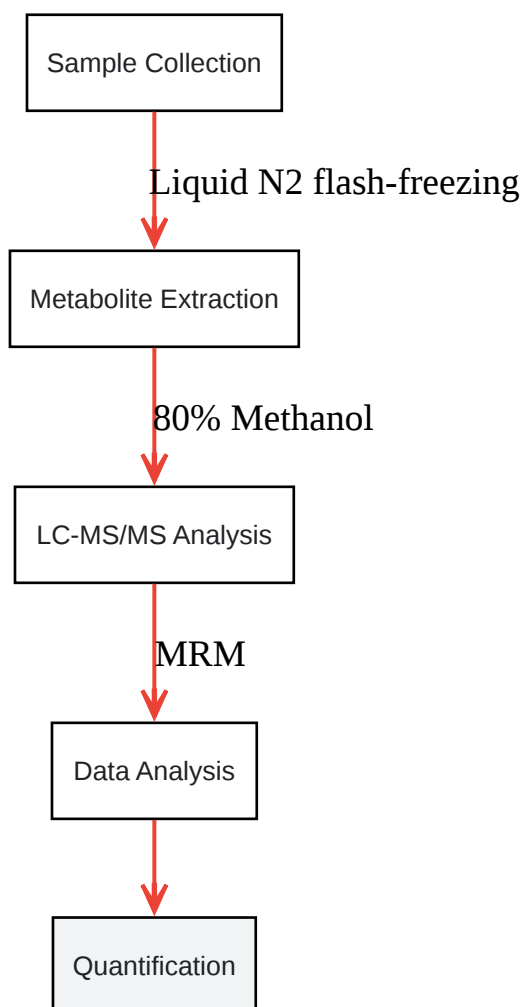 Sample Collection
Liquid N2 flash-freezing
Metabolite Extraction
80% Methanol
LC-MS/MS Analysis
MRM
Data Analysis
Quantification